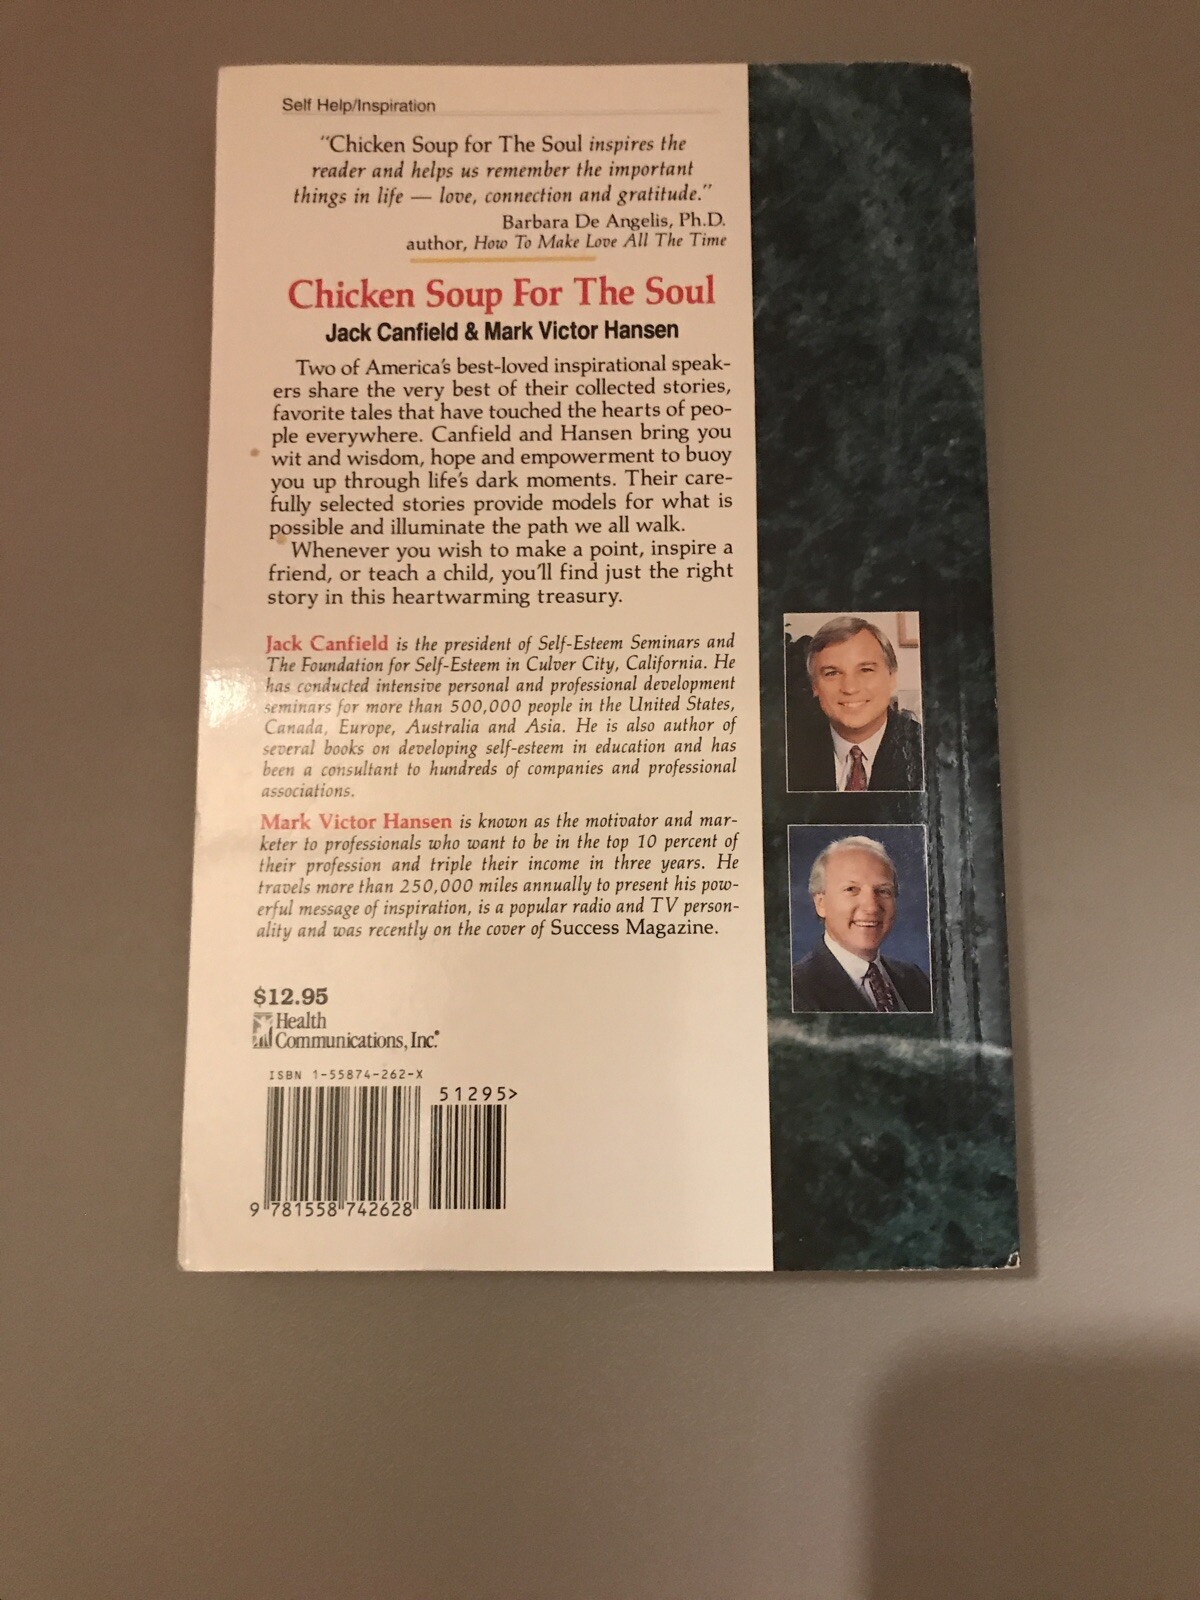 Self Help/Inspiration
"Chicken Soup for The Soul inspires the
reader and helps us remember the important
things in life — love, connection and gratitude."
Barbara De Angelis, Ph.D.
author, How To Make Love All The Time
Chicken Soup For The Soul
Jack Canfield & Mark Victor Hansen
Two of America's best-loved inspirational speak-
ers share the very best of their collected stories,
favorite tales that have touched the hearts of peo-
ple everywhere. Canfield and Hansen bring you
wit and wisdom, hope and empowerment to buoy
you up through life's dark moments. Their care-
fully selected stories provide models for what is
possible and illuminate the path we all walk.
Whenever you wish to make a point, inspire a
friend, or teach a child, you'll find just the right
story in this heartwarming treasury.
Jack Canfield is the president of Self-Esteem Seminars and
The Foundation for Self-Esteem in Culver City, California. He
has conducted intensive personal and professional development
seminars for more than 500,000 people in the United States,
Canada, Europe, Australia and Asia. He is also author of
several books on developing self-esteem in education and has
been a consultant to hundreds of companies and professional
associations.
Mark Victor Hansen is known as the motivator and mar-
keter to professionals who want to be in the top 10 percent of
their profession and triple their income in three years. He
travels more than 250,000 miles annually to present his pow-
erful message of inspiration, is a popular radio and TV person-
ality and was recently on the cover of Success Magazine.
$12.95
Health
Communications, Inc.®
ISBN 1-55874-262-X
51295>
9 781558 742628